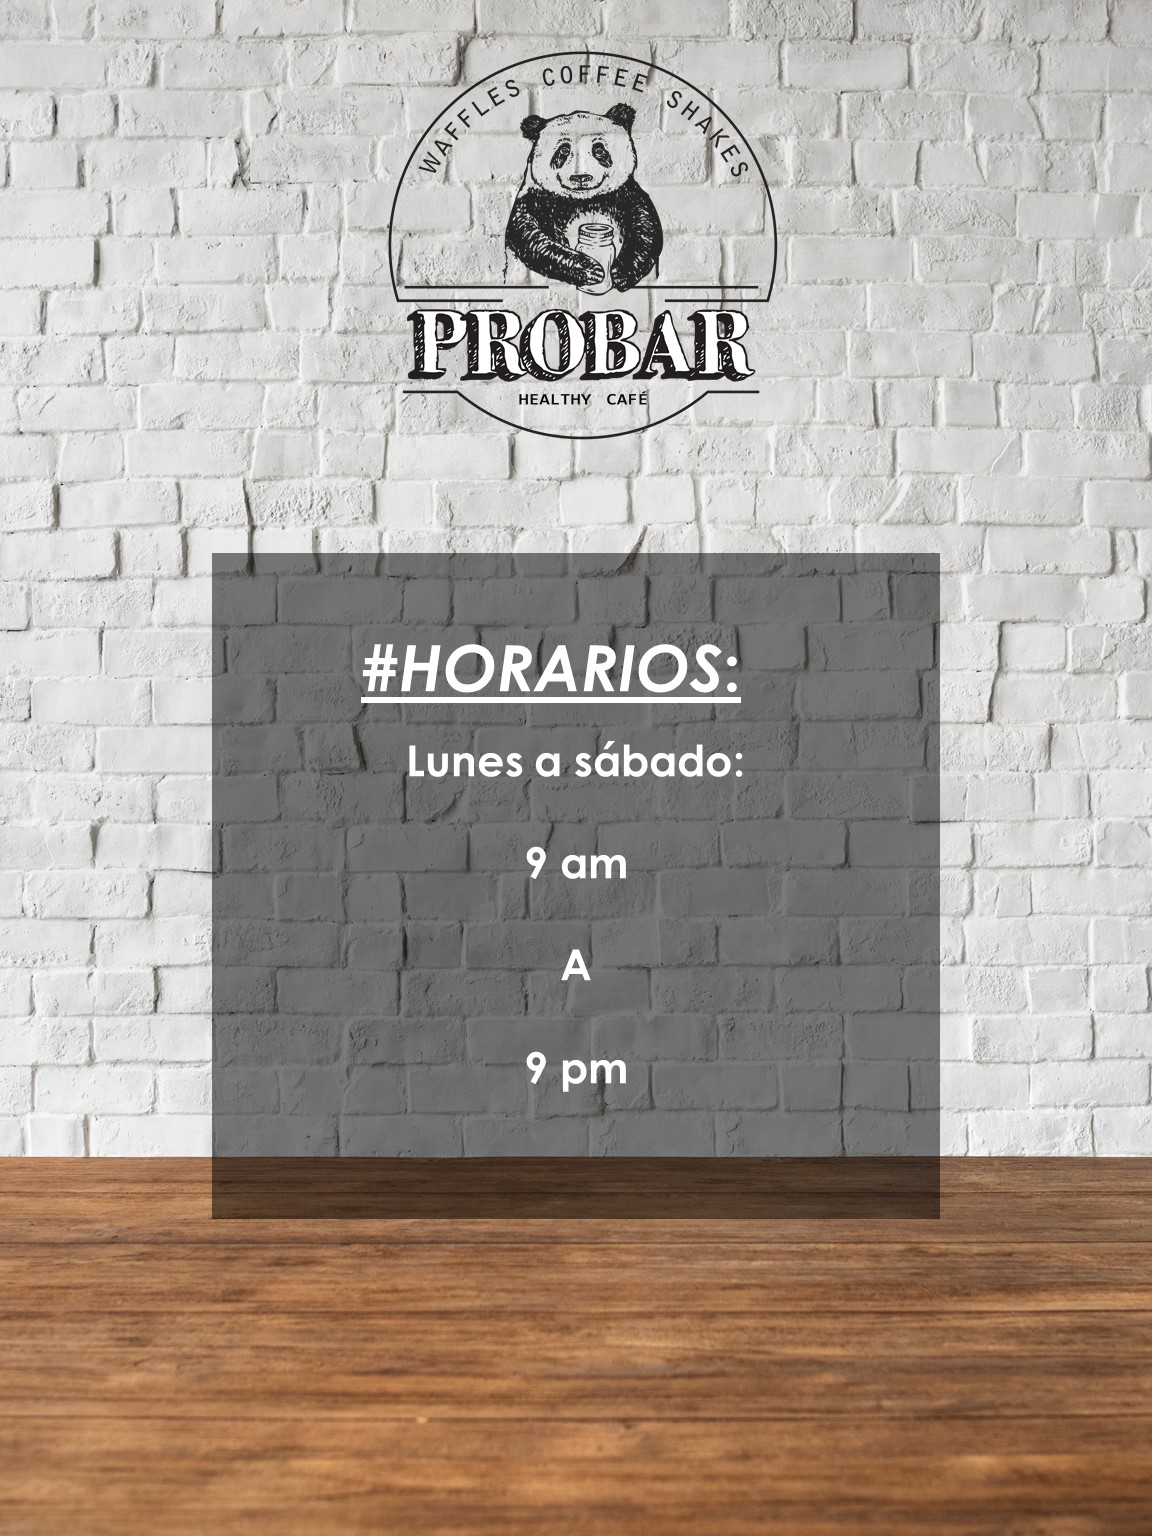 WAFFLES COFFEE SHAKES
PROBAR
HEALTHY CAFÉ
#HORARIOS:
Lunes a sábado:
9 am
A
9 pm